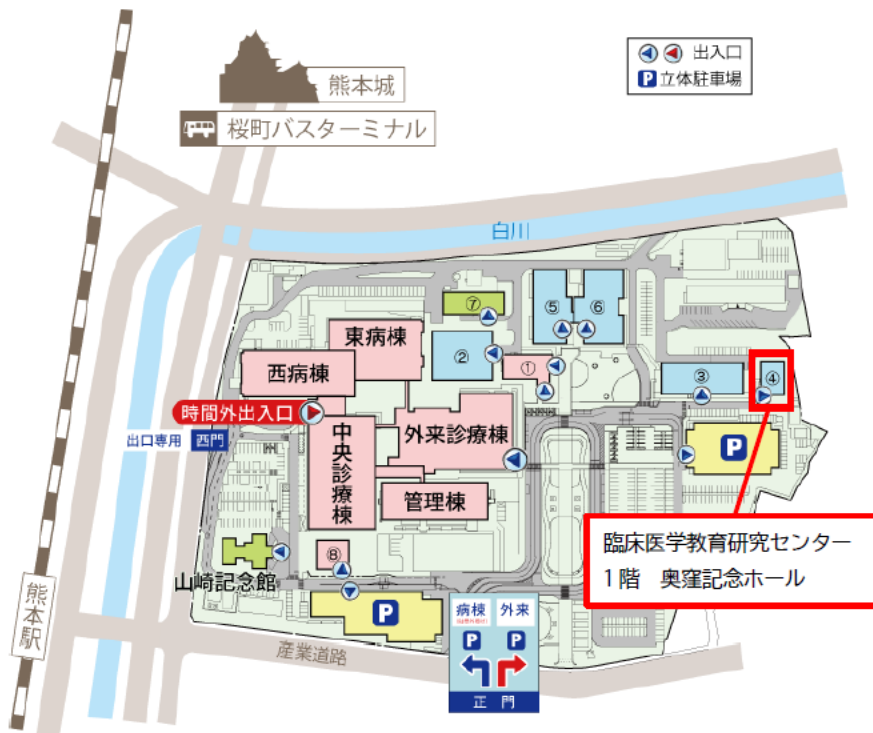 出入口
P 立体駐車場
熊本城
桜町バスターミナル
白川
⑦
⑤
⑥
東病棟
②
①
西病棟
③
④
時間外出入口
外来診療棟
出口専用 西門
中央診療棟
P
管理棟
臨床医学教育研究センター
1階 奥窪記念ホール
⑧
山崎記念館
熊本駅
P
病棟
外来
P
P
産業道路
正門